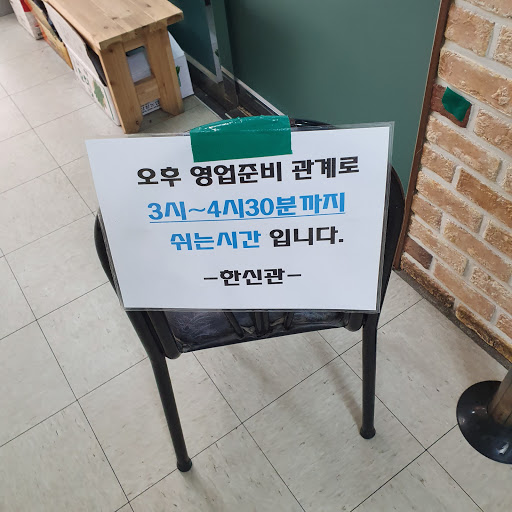 오후 영업준비 관계로
3시~4시30분까지
쉬는시간 입니다.
-한신관-